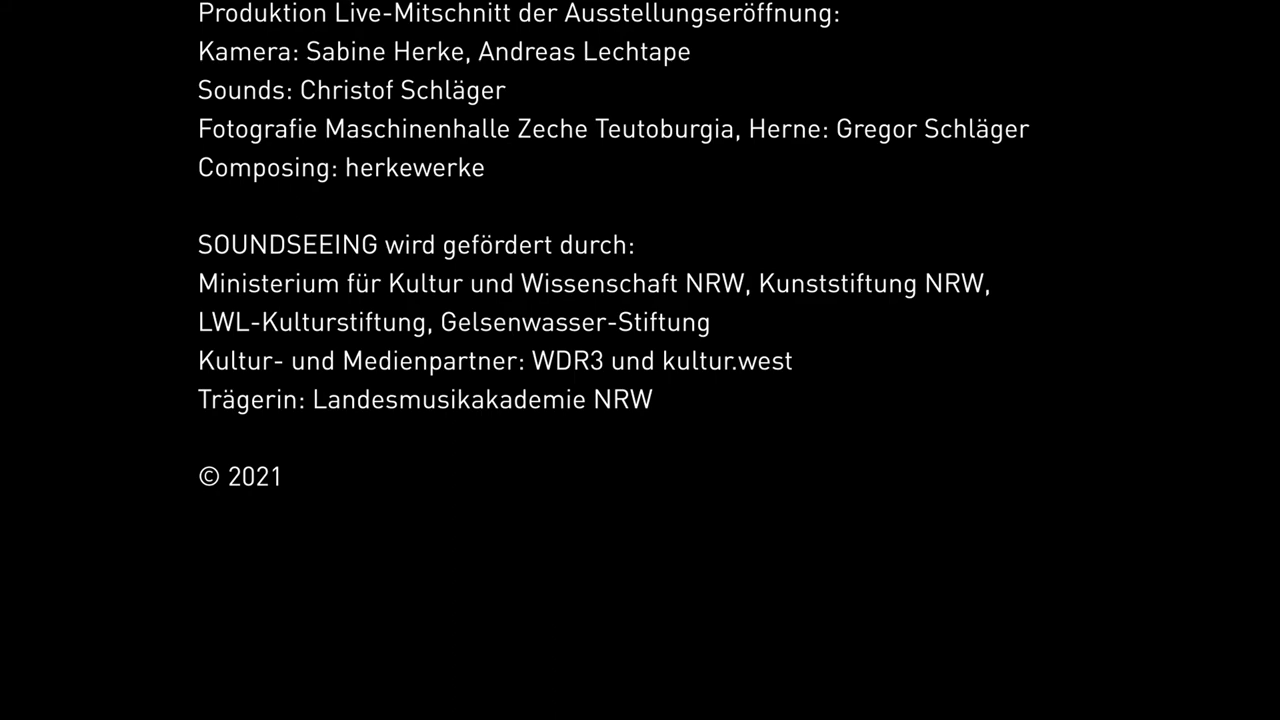 Produktion Live-Mitschnitt der Ausstellungseröffnung:
Kamera: Sabine Herke, Andreas Lechtape
Sounds: Christof Schläger
Fotografie Maschinenhalle Zeche Teutoburgia, Herne: Gregor Schläger
Composing: herkewerke
SOUNDSEEING wird gefördert durch:
Ministerium für Kultur und Wissenschaft NRW, Kunststiftung NRW,
LWL-Kulturstiftung, Gelsenwasser-Stiftung
Kultur- und Medienpartner: WDR3 und kultur.west
Trägerin: Landesmusikakademie NRW
© 2021